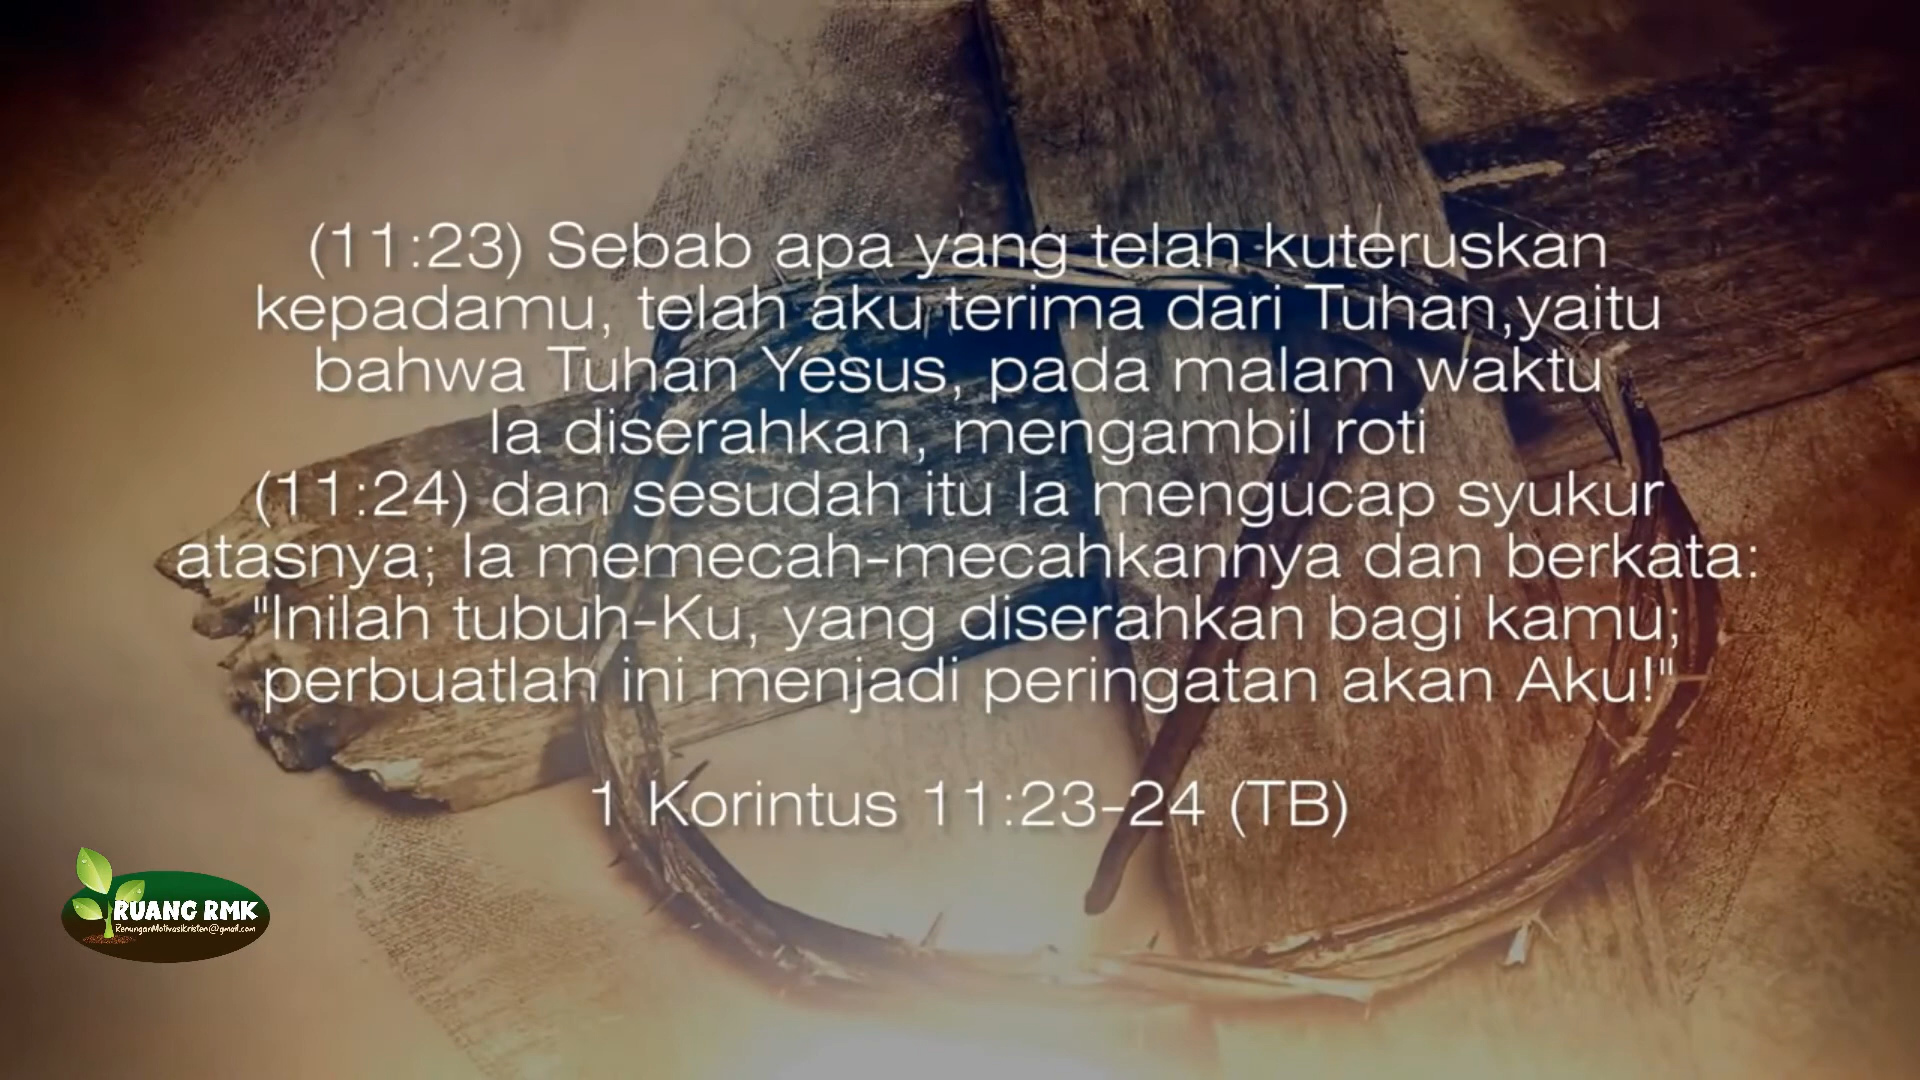 (11:23) Sebab apa yang telah kuteruskan
kepadamu, telah aku terima dari Tuhan,yaitu
bahwa Tuhan Yesus, pada malam waktu
Ia diserahkan, mengambil roti
(11:24) dan sesudah itu Ia mengucap syukur
atasnya; Ia memecah-mecahkannya dan berkata:
"Inilah tubuh-Ku, yang diserahkan bagi kamu;
perbuatlah ini menjadi peringatan akan Aku!"
1 Korintus 11:23-24 (TB)
RUANG RMK
RenunganMotivasiKristen@gmail.com